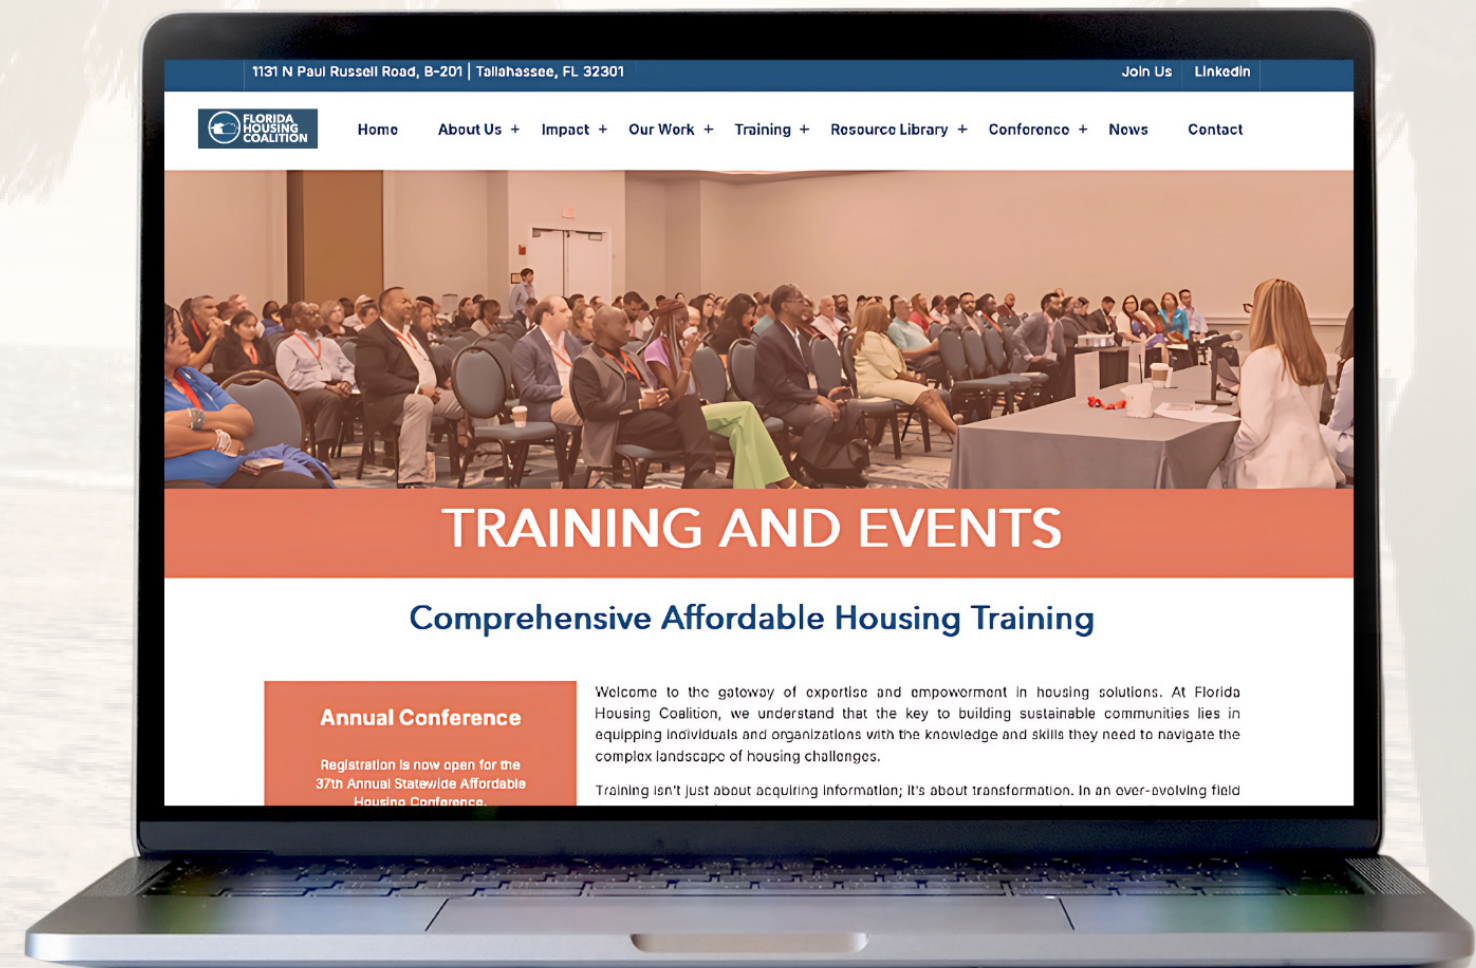 1131 N Paul Russell Road, B-201 | Tallahassee, FL 32301
Join Us
LinkedIn
FLORIDA
HOUSING
COALITION
Home
About Us +
Impact +
Our Work +
Training +
Resource Library +
Conference +
News
Contact
TRAINING AND EVENTS
Comprehensive Affordable Housing Training
Annual Conference
Registration is now open for the
37th Annual Statewide Affordable
Housing Conference.
Welcome to the gateway of expertise and empowerment in housing solutions. At Florida
Housing Coalition, we understand that the key to building sustainable communities lies in
equipping individuals and organizations with the knowledge and skills they need to navigate the
complex landscape of housing challenges.
Training isn't just about acquiring information; it's about transformation. In an ever-evolving field